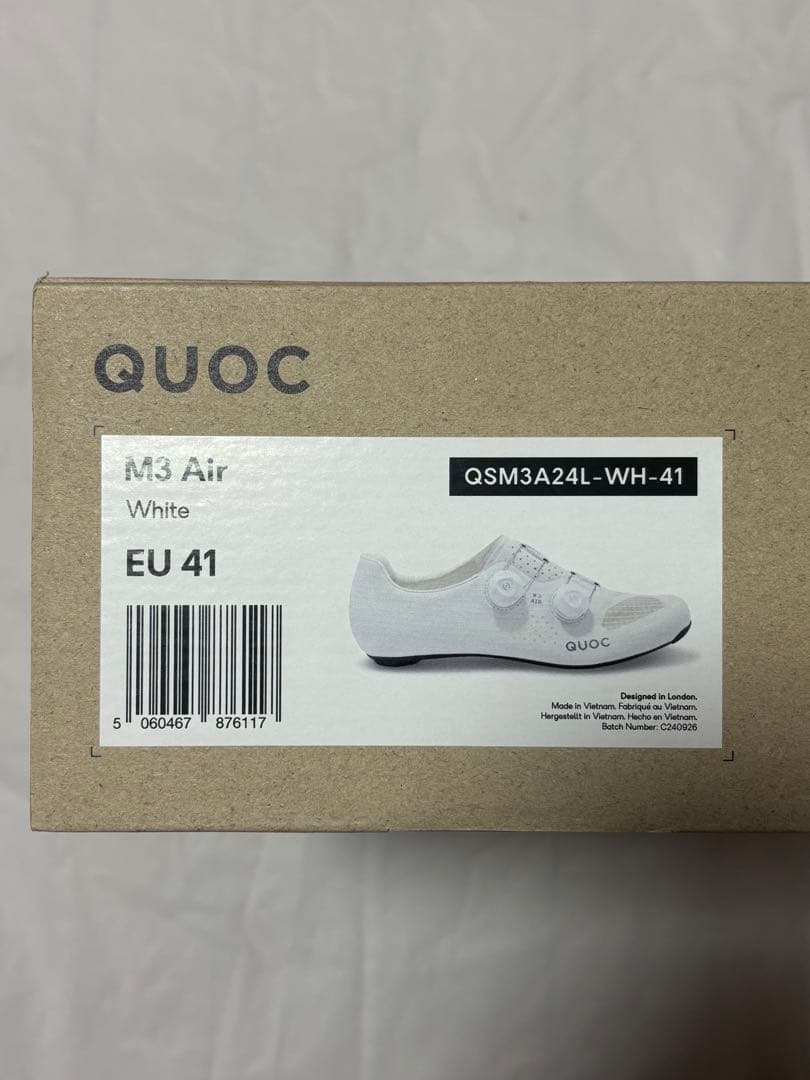 QUOC
M3 Air
QSM3A24L-WH-41
White
EU 41
M3
AIR
QUOC
5 060467 876117
Designed in London.
Made in Vietnam. Fabriqué au Vietnam.
Hergestellt in Vietnam. Hecho en Vietnam.
Batch Number: C240926